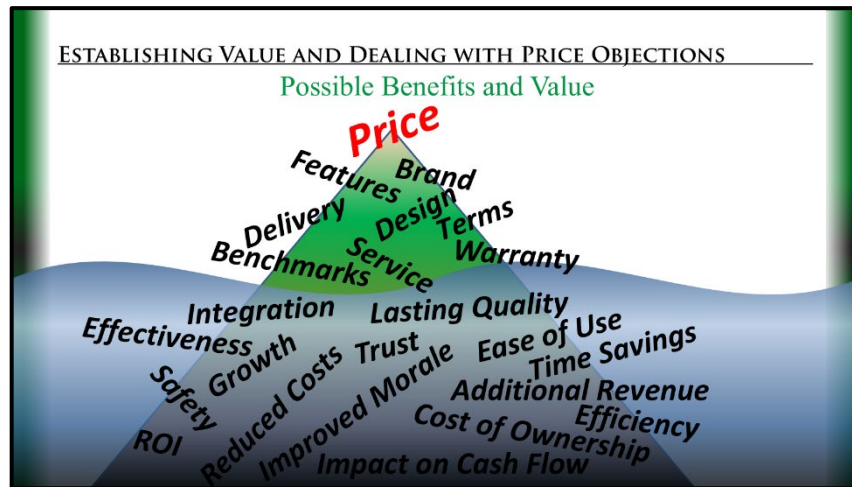 Establishing Value and Dealing with Price Objections
Possible Benefits and Value
Price
Features
Brand
Delivery
Design
Terms
Benchmarks
Service
Warranty
Integration
Lasting Quality
Effectiveness
Growth
Trust
Ease of Use
Time Savings
Safety
Reduced Costs
Improved Morale
Additional Revenue
Efficiency
ROI
Cost of Ownership
Impact on Cash Flow